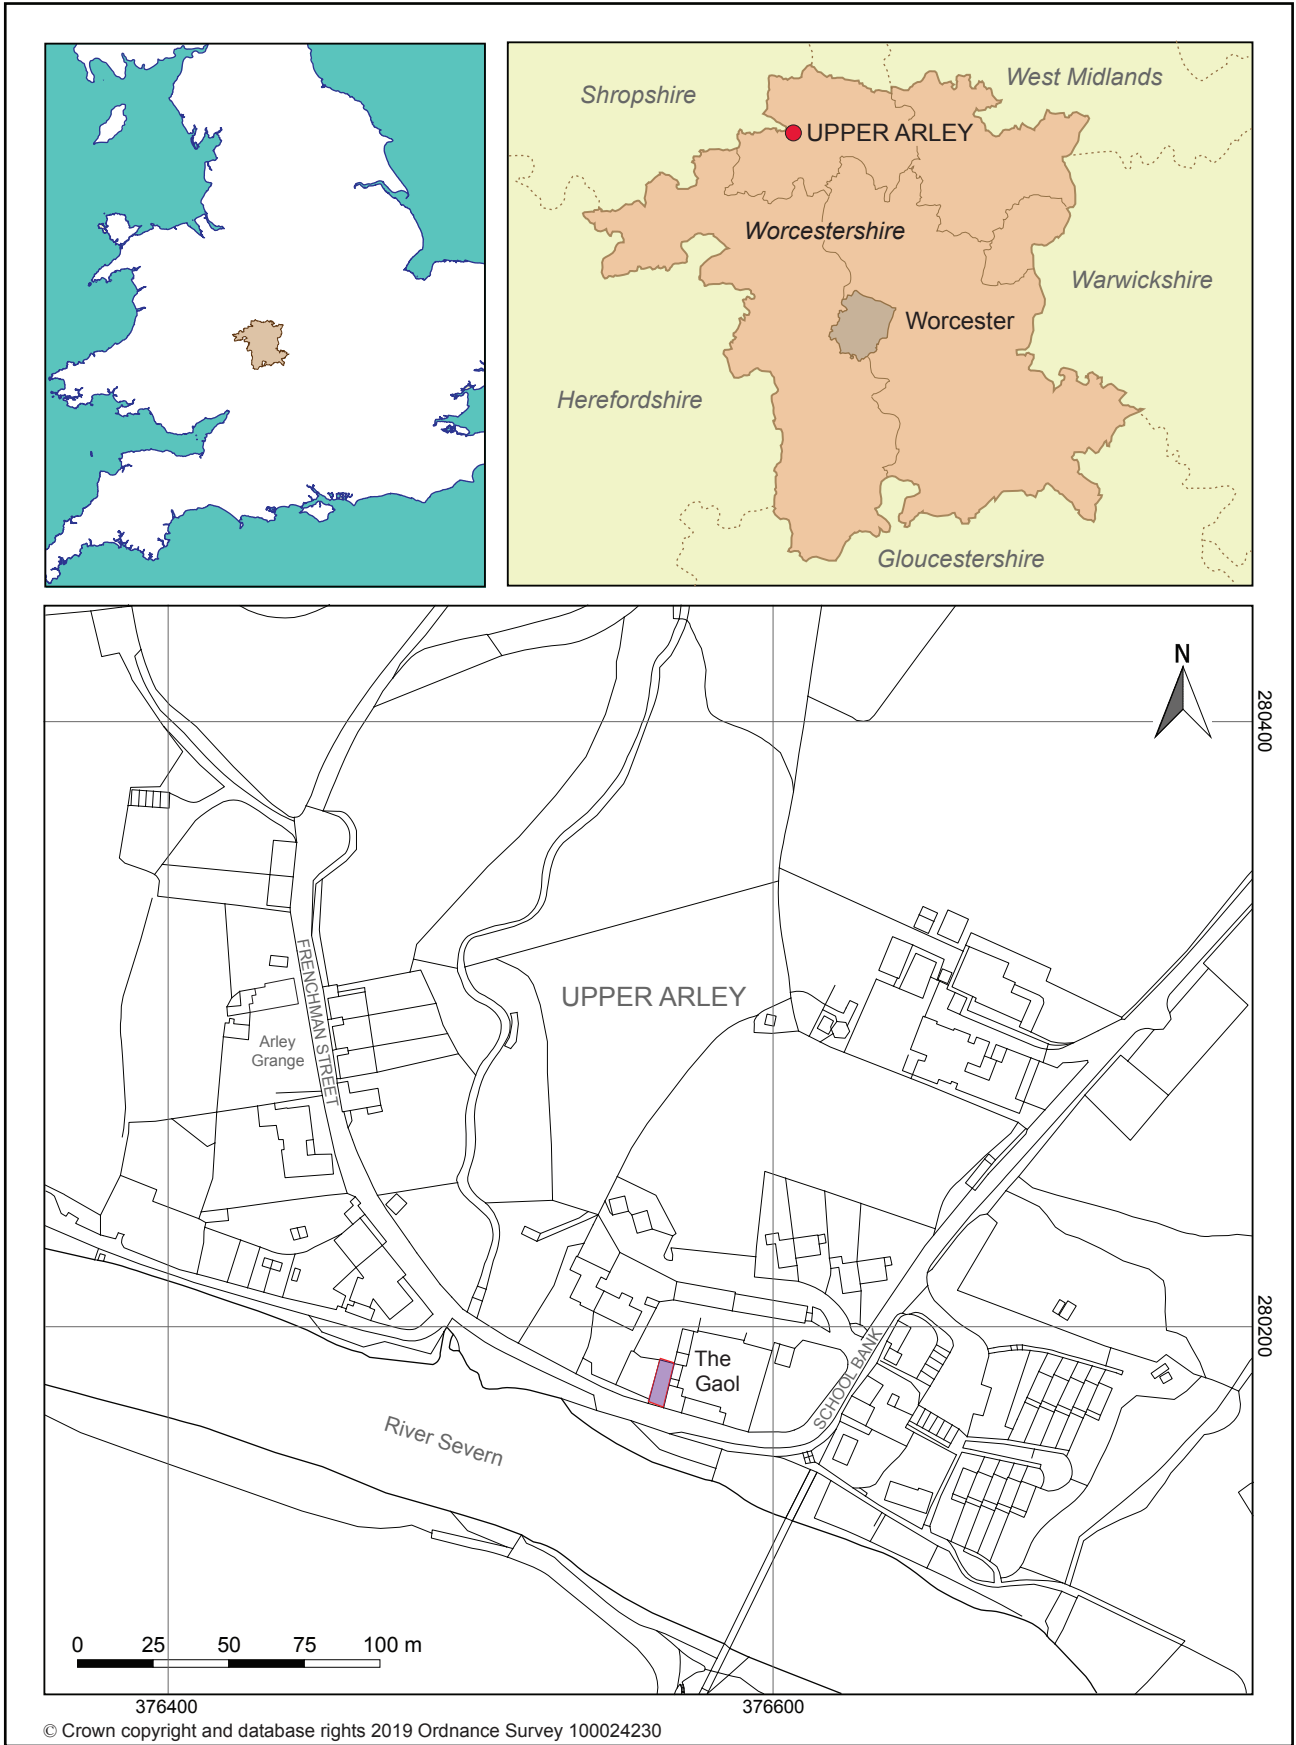 Shropshire
West Midlands
UPPER ARLEY
Worcestershire
Warwickshire
Worcester
Herefordshire
Gloucestershire
N
280400
FRENCHMAN STREET
UPPER ARLEY
Arley
Grange
280200
The
Gaol
SCHOOL BANK
River Severn
0 25 50 75 100 m
376400 376600
© Crown copyright and database rights 2019 Ordnance Survey 100024230